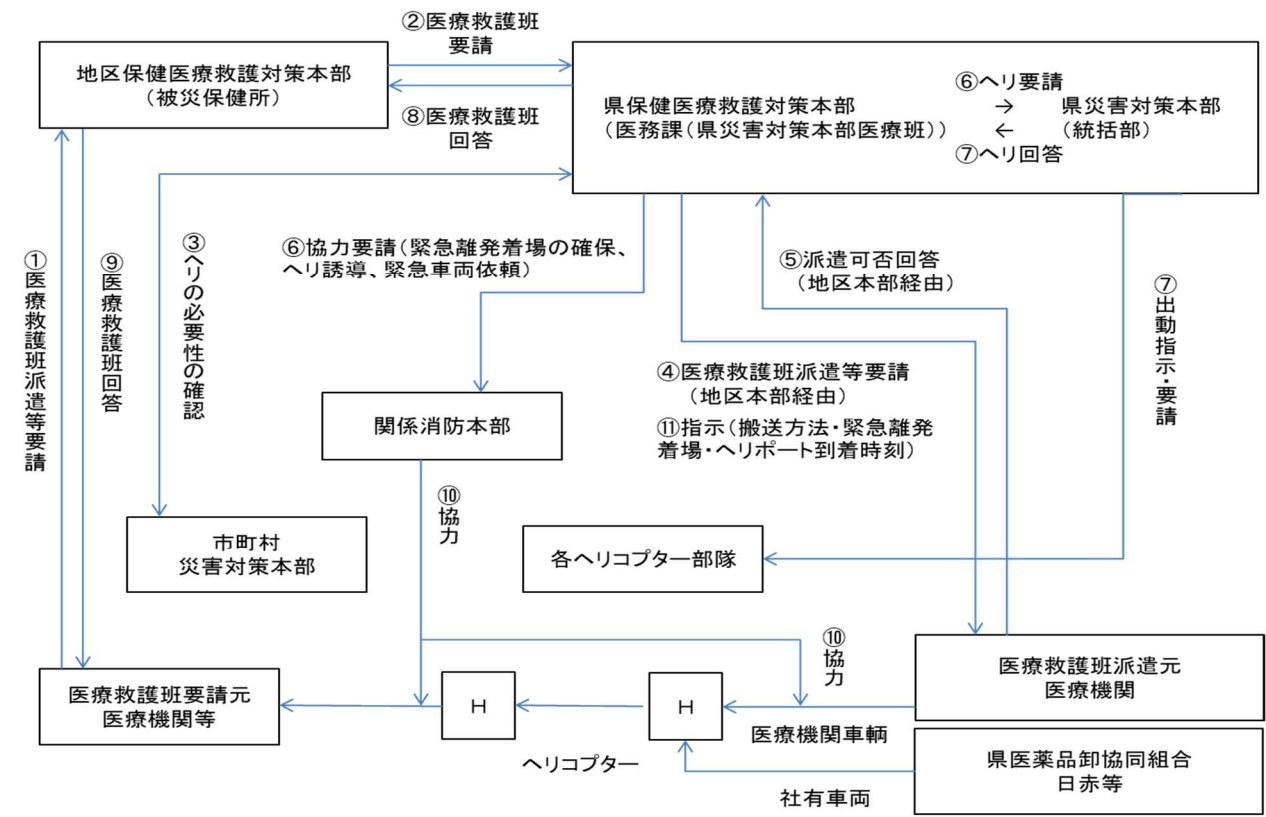 ②医療救護班
要請
地区保健医療救護対策本部
（被災保健所）
⑧医療救護班
回答
県保健医療救護対策本部
（医務課（県災害対策本部医療班））
⑥ヘリ要請
→
←
⑦ヘリ回答
県災害対策本部
（統括部）
①医療救護班派遣等要請
⑨医療救護班回答
③ヘリの必要性の確認
⑥協力要請（緊急離発着場の確保、
ヘリ誘導、緊急車両依頼）
⑤派遣可否回答
（地区本部経由）
⑦出動指示・要請
④医療救護班派遣等要請
（地区本部経由）
⑪指示（搬送方法・緊急離発
着場・ヘリポート到着時刻）
関係消防本部
⑩協力
市町村
災害対策本部
各ヘリコプター部隊
⑩協力
医療救護班派遣元
医療機関
医療救護班要請元
医療機関等
H
H
医療機関車輌
ヘリコプター
県医薬品卸協同組合
日赤等
社有車両